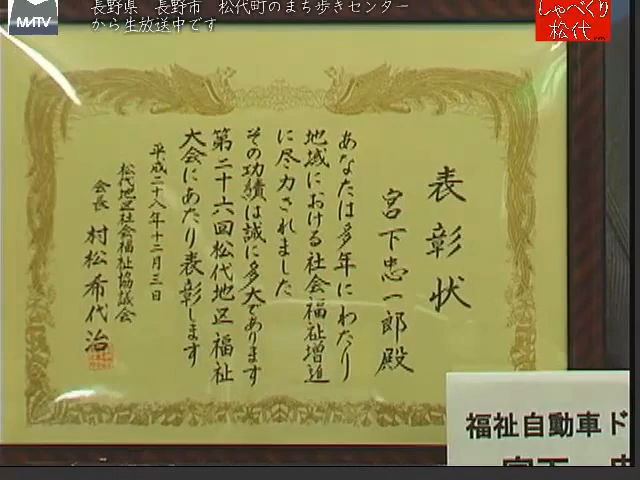 MATV
長野県　長野市　松代町のまち歩きセンター
から生放送中です
しゃべくり
松代
表彰状
宮下忠一郎殿
あなたは多年にわたり
地域における社会福祉増進
に尽力されました
その功績は誠に多大であります
第二十六回松代地区福祉
大会にあたり表彰します
平成二十八年十二月三日
松代地区社会福祉協議会
会長　村松希代治
福祉自動車ド